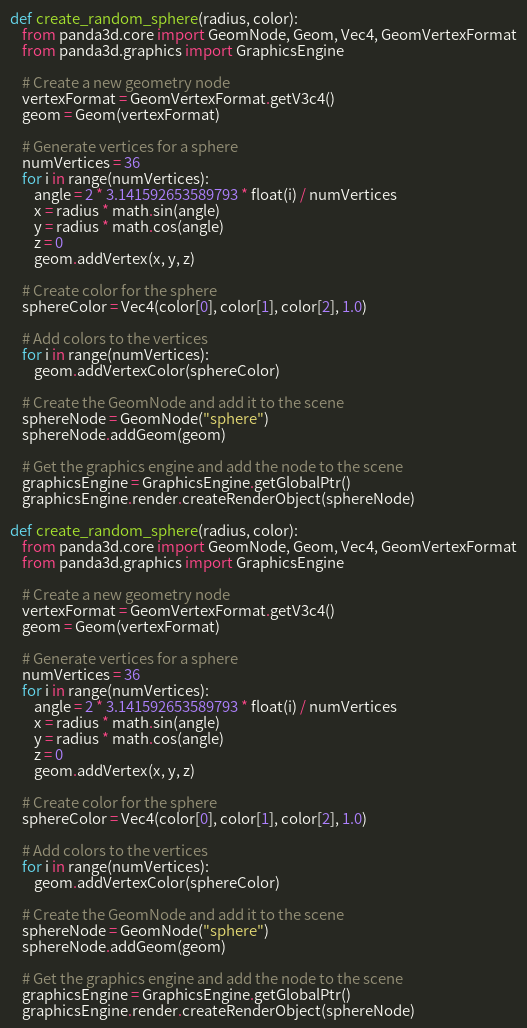 def create_random_sphere(radius, color):
    from panda3d.core import GeomNode, Geom, Vec4, GeomVertexFormat
    from panda3d.graphics import GraphicsEngine

    # Create a new geometry node
    vertexFormat = GeomVertexFormat.getV3c4()
    geom = Geom(vertexFormat)

    # Generate vertices for a sphere
    numVertices = 36
    for i in range(numVertices):
        angle = 2 * 3.141592653589793 * float(i) / numVertices
        x = radius * math.sin(angle)
        y = radius * math.cos(angle)
        z = 0
        geom.addVertex(x, y, z)

    # Create color for the sphere
    sphereColor = Vec4(color[0], color[1], color[2], 1.0)

    # Add colors to the vertices
    for i in range(numVertices):
        geom.addVertexColor(sphereColor)

    # Create the GeomNode and add it to the scene
    sphereNode = GeomNode("sphere")
    sphereNode.addGeom(geom)

    # Get the graphics engine and add the node to the scene
    graphicsEngine = GraphicsEngine.getGlobalPtr()
    graphicsEngine.render.createRenderObject(sphereNode)

def create_random_sphere(radius, color):
    from panda3d.core import GeomNode, Geom, Vec4, GeomVertexFormat
    from panda3d.graphics import GraphicsEngine

    # Create a new geometry node
    vertexFormat = GeomVertexFormat.getV3c4()
    geom = Geom(vertexFormat)

    # Generate vertices for a sphere
    numVertices = 36
    for i in range(numVertices):
        angle = 2 * 3.141592653589793 * float(i) / numVertices
        x = radius * math.sin(angle)
        y = radius * math.cos(angle)
        z = 0
        geom.addVertex(x, y, z)

    # Create color for the sphere
    sphereColor = Vec4(color[0], color[1], color[2], 1.0)

    # Add colors to the vertices
    for i in range(numVertices):
        geom.addVertexColor(sphereColor)

    # Create the GeomNode and add it to the scene
    sphereNode = GeomNode("sphere")
    sphereNode.addGeom(geom)

    # Get the graphics engine and add the node to the scene
    graphicsEngine = GraphicsEngine.getGlobalPtr()
    graphicsEngine.render.createRenderObject(sphereNode)